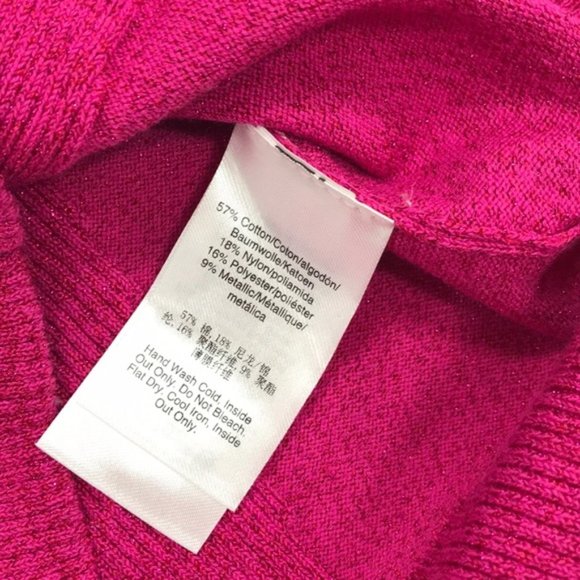 57% Cotton/Coton/algodón/
Baumwolle/Katoen
18% Nylon/poliamida
16% Polyester/poliéster
9% Metallic/Métallique/
metálica
57% 棉,18% 尼龙/锦
纶,16% 聚酯纤维,9% 聚酯
薄膜纤维
Hand Wash Cold, Inside
Out Only. Do Not Bleach.
Flat Dry, Cool Iron, Inside
Out Only.